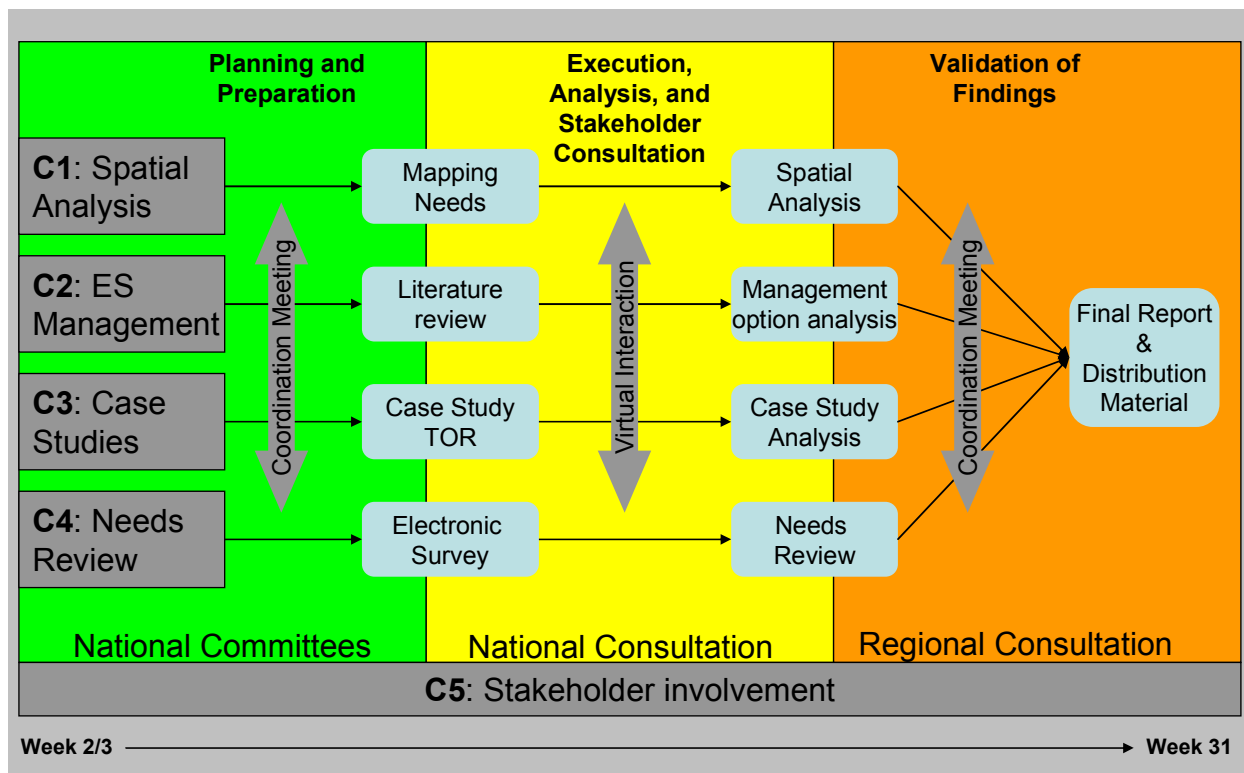 Planning and
Preparation
Execution,
Analysis, and
Stakeholder
Consultation
Validation of
Findings
C1: Spatial
Analysis
Mapping
Needs
Spatial
Analysis
C2: ES
Management
Literature
review
Management
option analysis
C3: Case
Studies
Case Study
TOR
Case Study
Analysis
C4: Needs
Review
Electronic
Survey
Needs
Review
Coordination Meeting
Virtual Interaction
Coordination Meeting
Final Report
&
Distribution
Material
National Committees
National Consultation
Regional Consultation
C5: Stakeholder involvement
Week 2/3
Week 31